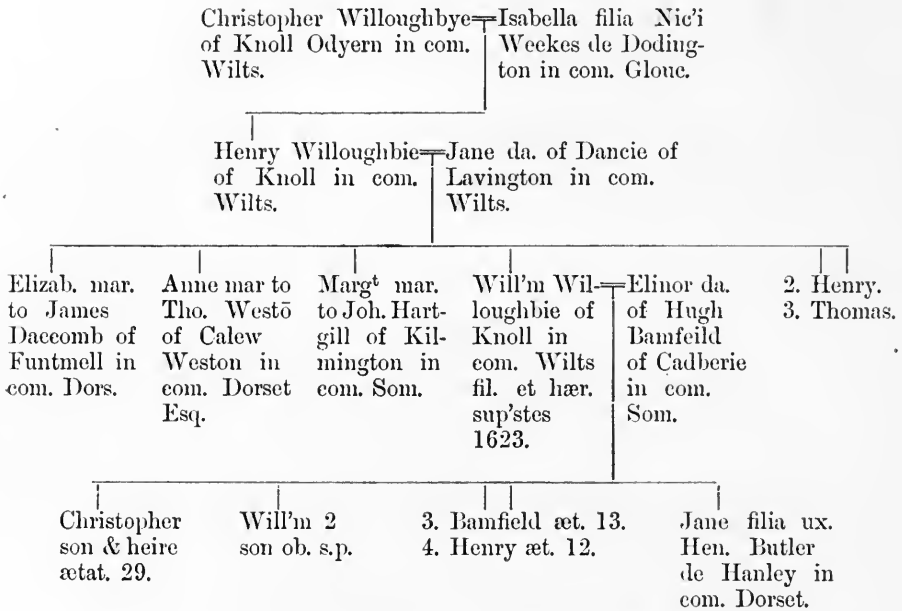 Christopher Willoughbye
of Knoll Odyern in com.
Wilts.
Isabella filia Nic'i
Weekes de Doding-
ton in com. Glouc.
Henry Willoughbie
of Knoll in com.
Wilts.
Jane da. of Dancie of
Lavington in com.
Wilts.
Elizab. mar.
to James
Daccomb of
Funtmell in
com. Dors.
Anne mar to
Tho. Westō
of Calew
Weston in
com. Dorset
Esq.
Margᵗ mar.
to Joh. Hart-
gill of Kil-
mington in
com. Som.
Will'm Wil-
loughbie of
Knoll in
com. Wilts
fil. et hær.
sup'stes
1623.
Elinor da.
of Hugh
Bamfeild
of Cadberie
in com.
Som.
2. Henry.
3. Thomas.
Christopher
son & heire
ætat. 29.
Will'm 2
son ob. s.p.
3. Bamfield æt. 13.
4. Henry æt. 12.
Jane filia ux.
Hen. Butler
de Hanley in
com. Dorset.